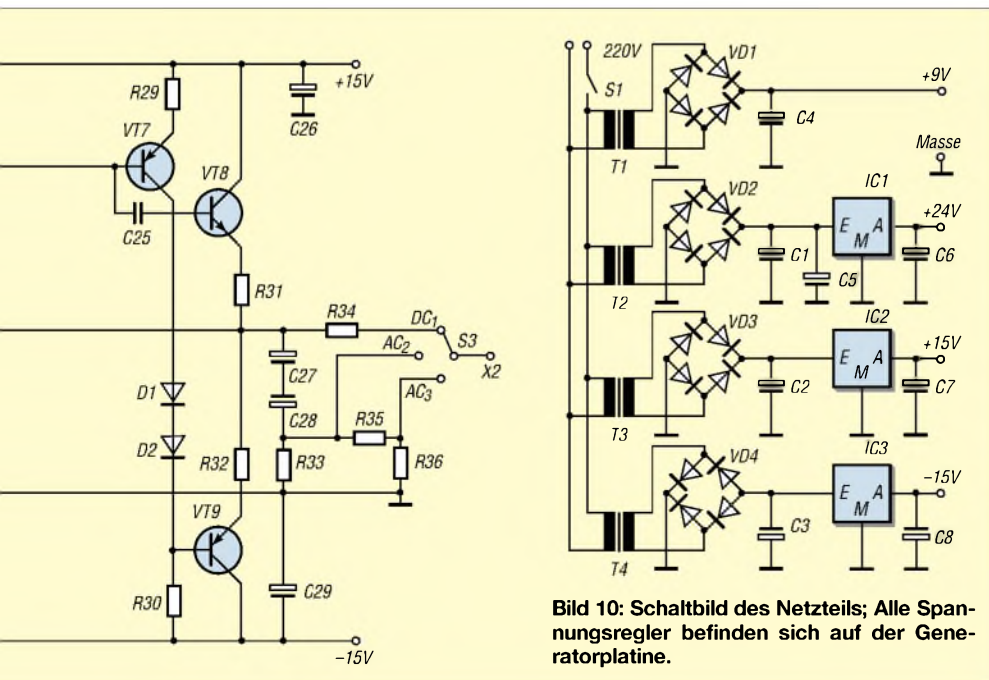 +15V
R29
C26
VT7
VT8
C25
R31
R34
DC1
S3
AC2
X2
C27
AC3
D1
C28
R35
D2
R32
R33
R36
VT9
R30
C29
–15V
220V
VD1
S1
+9V
C4
T1
Masse
VD2
IC1
+24V
E A
M
C1
C5
C6
T2
VD3
IC2
+15V
E A
M
C2
C7
T3
VD4
IC3
–15V
E A
M
C3
C8
T4
Bild 10: Schaltbild des Netzteils; Alle Span-
nungsregler befinden sich auf der Gene-
ratorplatine.